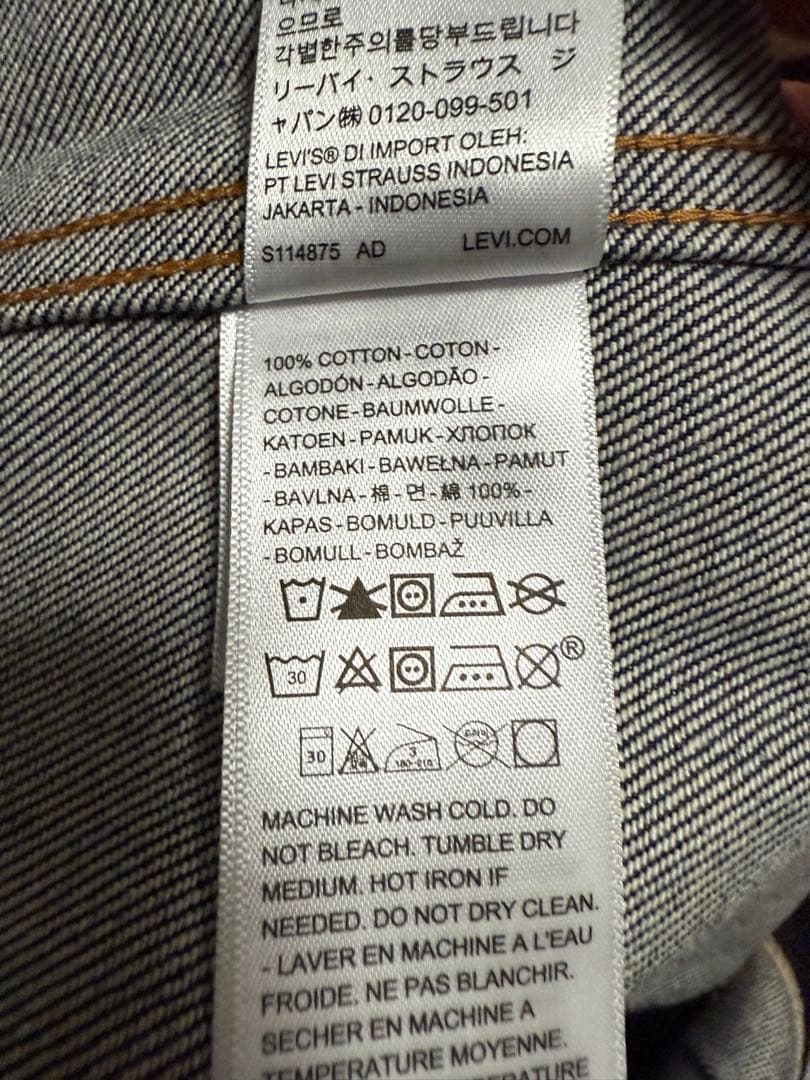 으므로
각별한주의를당부드립니다
リーバイ・ストラウス ジ
ャパン㈱ 0120-099-501
LEVI'S® DI IMPORT OLEH:
PT LEVI STRAUSS INDONESIA
JAKARTA - INDONESIA
S114875 AD LEVI.COM
100% COTTON - COTON -
ALGODÓN - ALGODÃO -
COTONE - BAUMWOLLE -
KATOEN - PAMUK - ХЛОПОК
- BAMBAKI - BAWEŁNA - PAMUT
- BAVLNA - 棉 - 면 - 綿 100% -
KAPAS - BOMULD - PUUVILLA
- BOMULL - BOMBAŽ
30 ®
30 3 180~210
MACHINE WASH COLD. DO
NOT BLEACH. TUMBLE DRY
MEDIUM. HOT IRON IF
NEEDED. DO NOT DRY CLEAN.
- LAVER EN MACHINE A L'EAU
FROIDE. NE PAS BLANCHIR.
SECHER EN MACHINE A
TEMPERATURE MOYENNE.